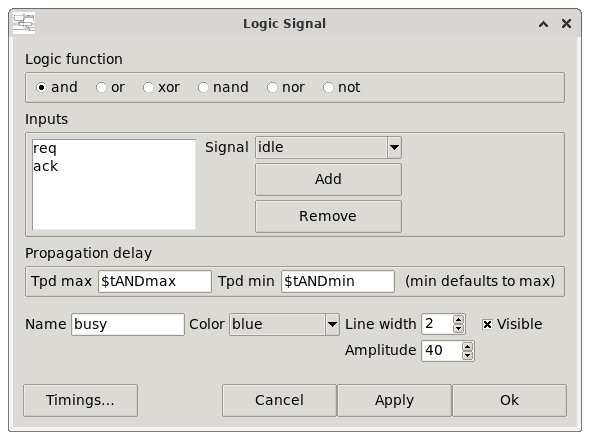 Logic Signal
Logic function
and or xor nand nor not
Inputs
req
ack
Signal idle
Add
Remove
Propagation delay
Tpd max $tANDmax Tpd min $tANDmin (min defaults to max)
Name busy Color blue Line width 2 Visible
Amplitude 40
Timings... Cancel Apply Ok